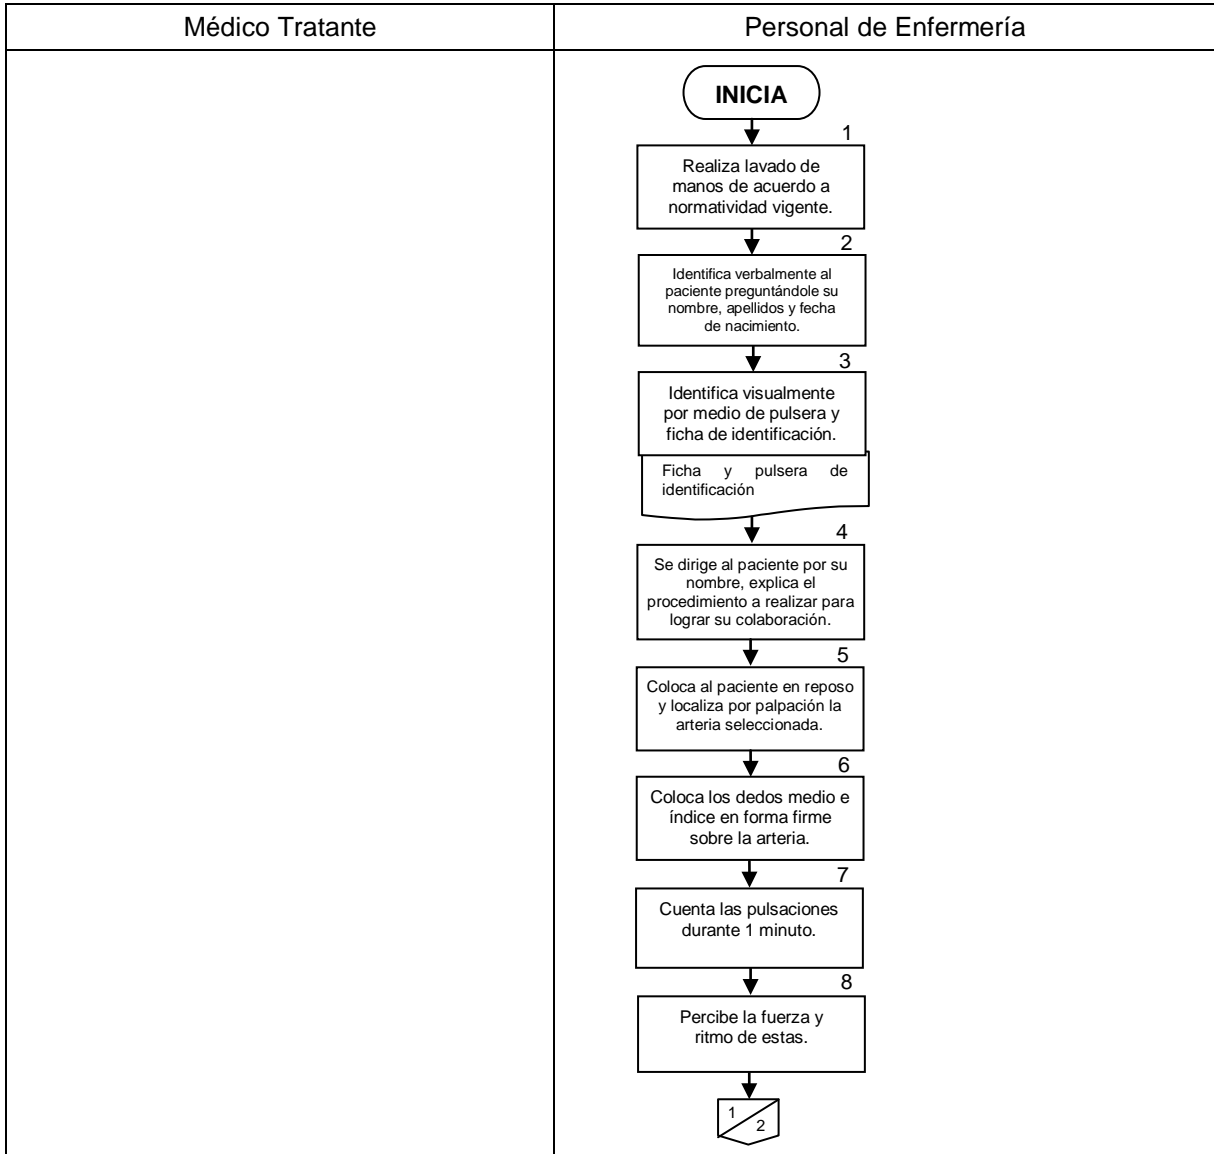 Médico Tratante
Personal de Enfermería
INICIA
1
Realiza lavado de
manos de acuerdo a
normatividad vigente.
2
Identifica verbalmente al
paciente preguntándole su
nombre, apellidos y fecha
de nacimiento.
3
Identifica visualmente
por medio de pulsera y
ficha de identificación.
Ficha y pulsera de
identificación
4
Se dirige al paciente por su
nombre, explica el
procedimiento a realizar para
lograr su colaboración.
5
Coloca al paciente en reposo
y localiza por palpación la
arteria seleccionada.
6
Coloca los dedos medio e
índice en forma firme
sobre la arteria.
7
Cuenta las pulsaciones
durante 1 minuto.
8
Percibe la fuerza y
ritmo de estas.
1
2